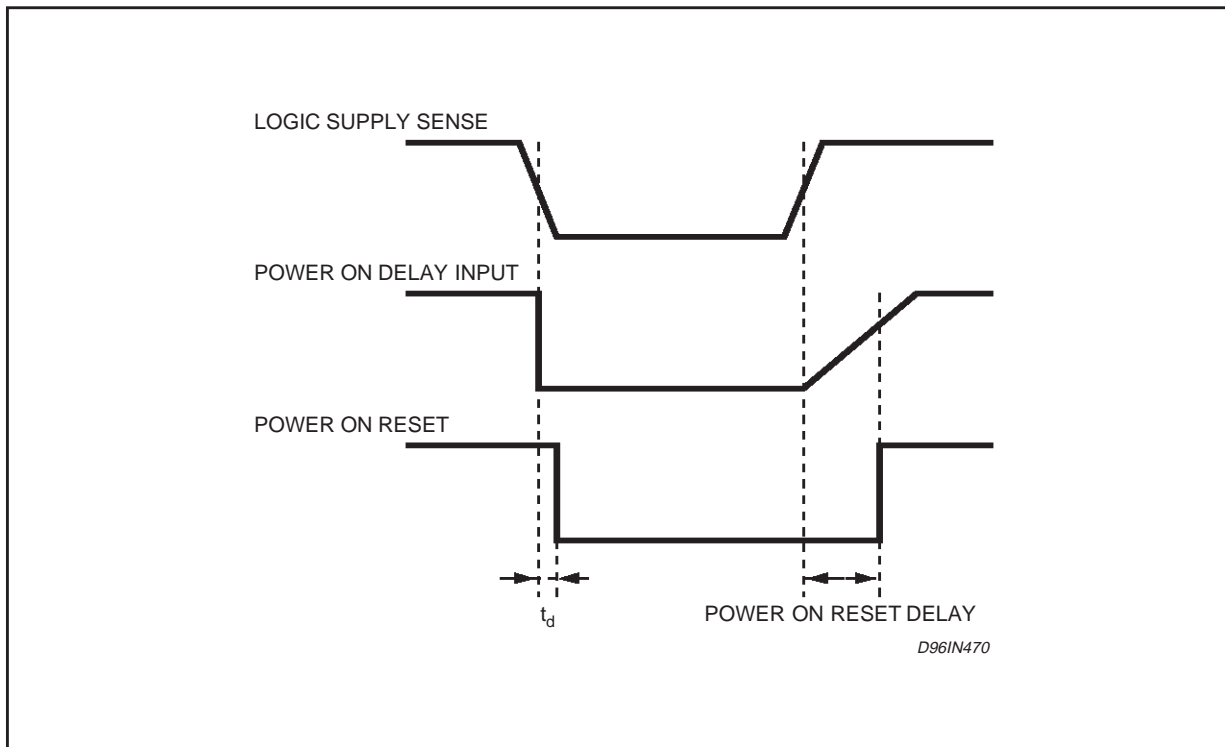 LOGIC SUPPLY SENSE
POWER ON DELAY INPUT
POWER ON RESET
td
POWER ON RESET DELAY
D96IN470